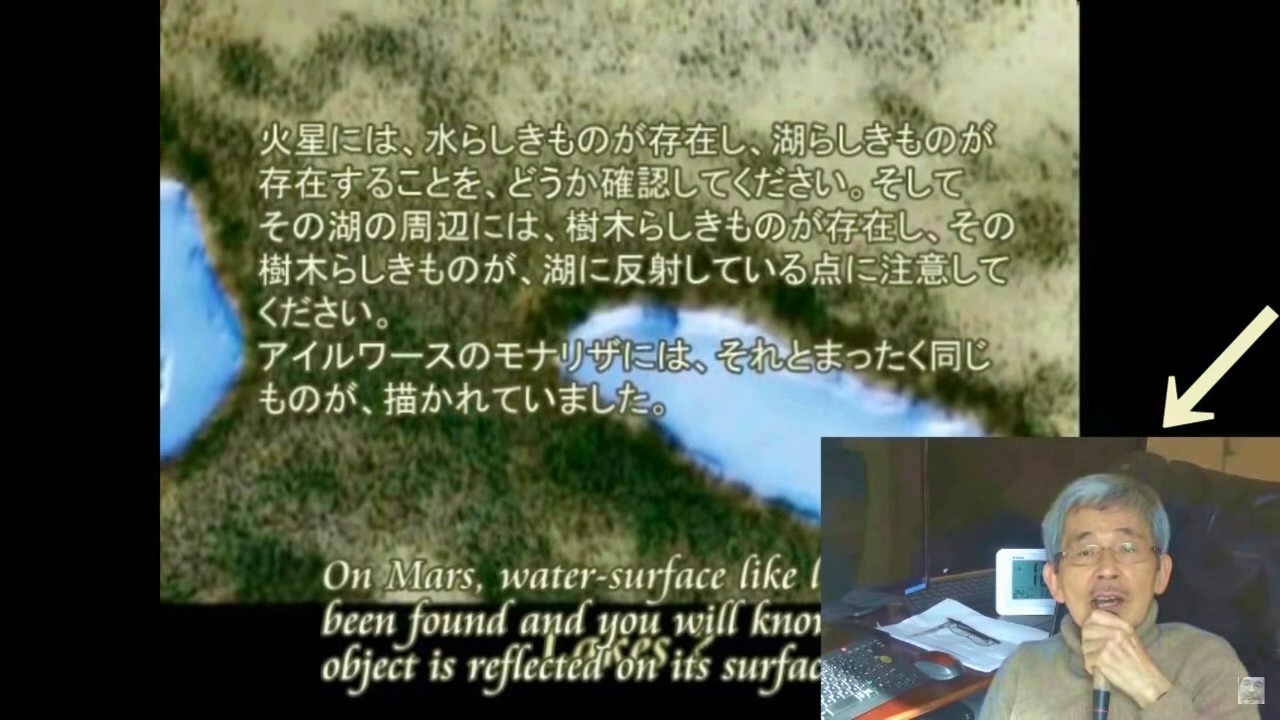 火星には、水らしきものが存在し、湖らしきものが
存在することを、どうか確認してください。そして
その湖の周辺には、樹木らしきものが存在し、その
樹木らしきものが、湖に反射している点に注意して
ください。
アイルワースのモナリザには、それとまったく同じ
ものが、描かれていました。
On Mars, water-surface like l
been found and you will know
object is reflected on its surfac
Lakes ?